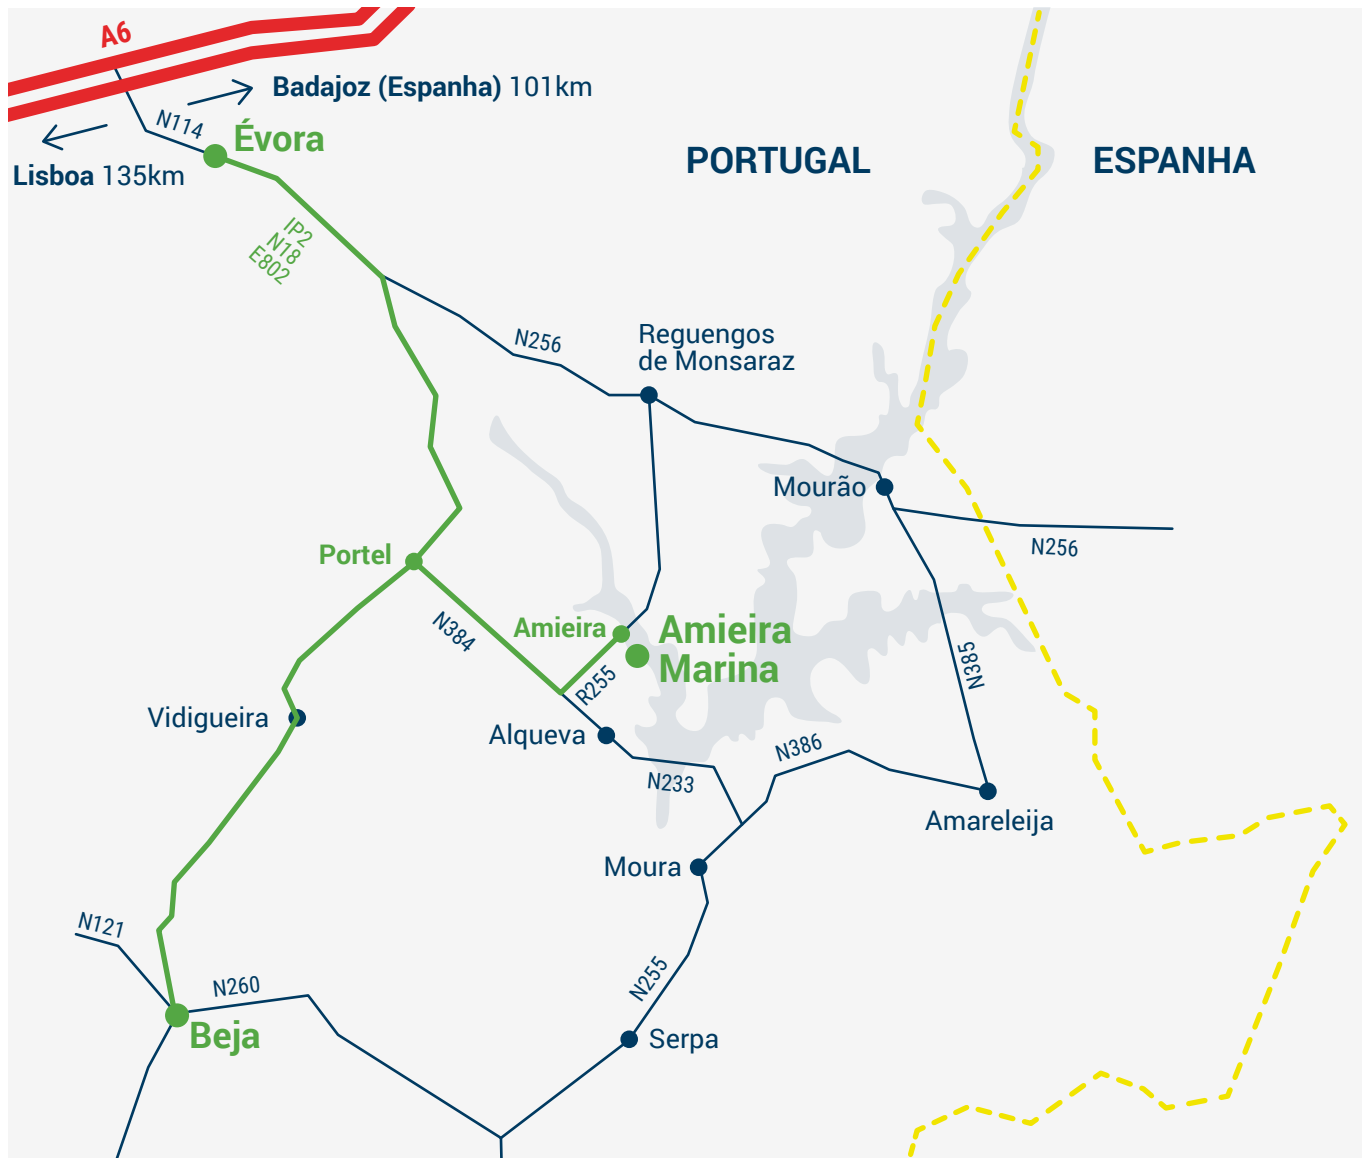 A6
Badajoz (Espanha) 101km
N114
Évora
Lisboa 135km
PORTUGAL
ESPANHA
IP2
N18
E802
N256
Reguengos
de Monsaraz
Mourão
N256
Portel
N384
Amieira
Amieira
Marina
R255
N385
Vidigueira
Alqueva
N386
N233
Amareleija
Moura
N121
N260
N255
Beja
Serpa